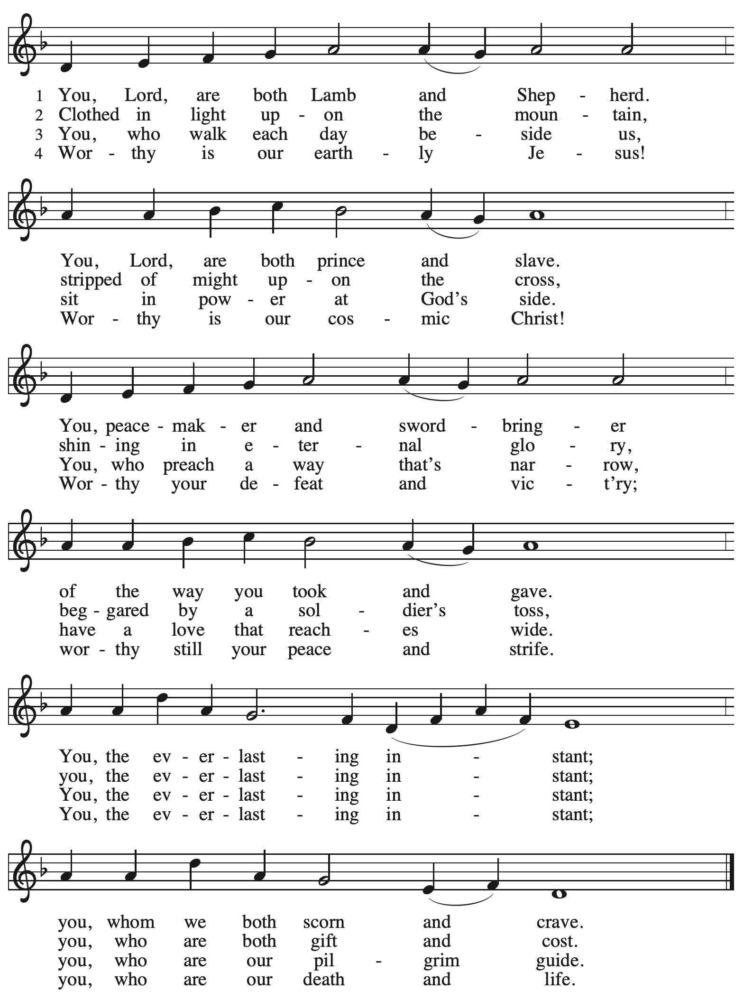 1 You, Lord, are both Lamb and Shep - herd.
2 Clothed in light up - on the moun - tain,
3 You, who walk each day be - side us,
4 Wor - thy is our earth - ly Je - sus!
You, Lord, are both prince and slave.
stripped of might up - on the cross,
sit in pow - er at God's side.
Wor - thy is our cos - mic Christ!
You, peace - mak - er and sword - bring - er
shin - ing in e - ter - nal glo - ry,
You, who preach a way that's nar - row,
Wor - thy your de - feat and vic - t'ry;
of the way you took and gave.
beg - gared by a sol - dier's toss,
have a love that reach - es wide.
wor - thy still your peace and strife.
You, the ev - er - last - ing in - stant;
you, the ev - er - last - ing in - stant;
You, the ev - er - last - ing in - stant;
You, the ev - er - last - ing in - stant;
you, whom we both scorn and crave.
you, who are both gift and cost.
you, who are our pil - grim guide.
you, who are our death and life.